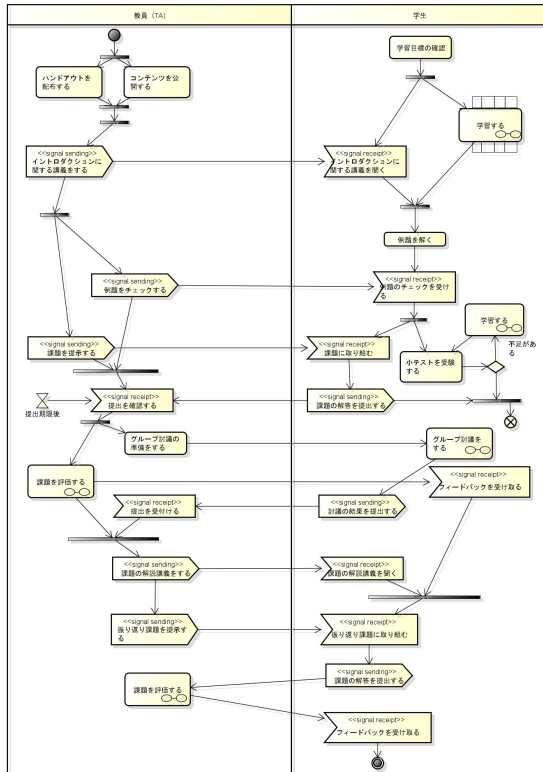 教員（TA）
学生
学習目標の確認
ハンドアウトを
配布する
コンテンツを公
開する
学習する
<<signal sending>>
イントロダクションに
関する講義をする
<<signal receipt>>
イントロダクションに
関する講義を聞く
例題を解く
<<signal sending>>
例題をチェックする
<<signal receipt>>
例題のチェックを受け
る
<<signal sending>>
課題を提示する
<<signal receipt>>
課題に取り組む
学習する
不足があ
る
小テストを受験
する
提出期限後
<<signal receipt>>
提出を確認する
<<signal sending>>
課題の解答を提出する
グループ討議の
準備をする
グループ討議を
する
課題を評価する
<<signal receipt>>
フィードバックを受け取る
<<signal receipt>>
提出を受付ける
<<signal sending>>
討議の結果を提出する
<<signal sending>>
課題の解説講義をする
<<signal receipt>>
課題の解説講義を聞く
<<signal sending>>
振り返り課題を提示す
る
<<signal receipt>>
振り返り課題に取り組む
<<signal sending>>
課題の解答を提出する
課題を評価する
<<signal receipt>>
フィードバックを受け取る